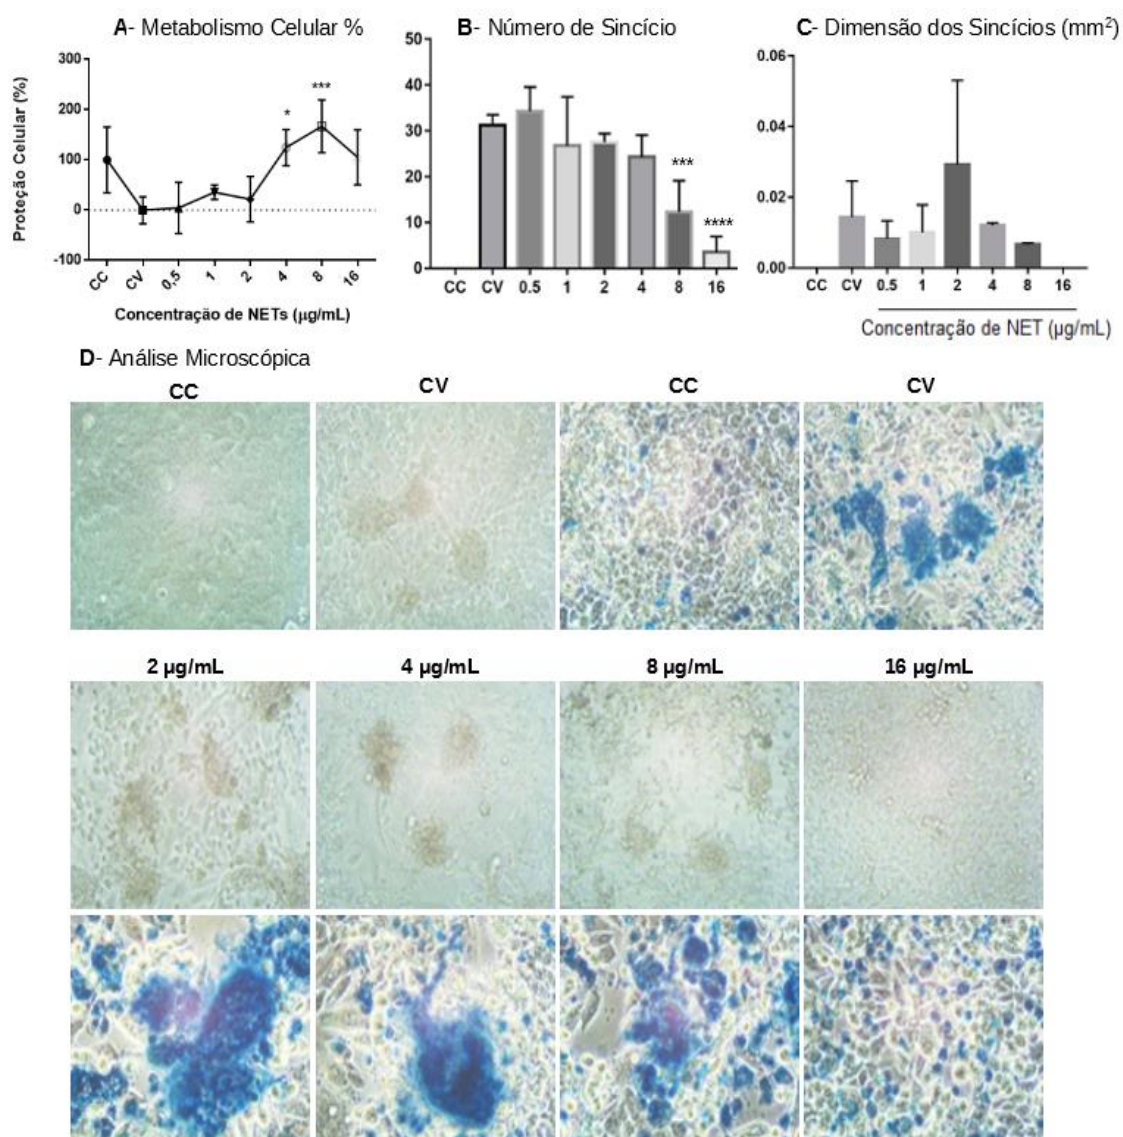 A- Metabolismo Celular %
Proteção Celular (%)
300
200
100
0
-100
*
***
CC CV 0,5 1 2 4 8 16
Concentração de NETs (µg/mL)
B- Número de Sincício
50
40
30
20
10
0
***
****
CC CV 0.5 1 2 4 8 16
C- Dimensão dos Sincícios (mm²)
0.06
0.04
0.02
0.00
CC CV 0.5 1 2 4 8 16
Concentração de NET (µg/mL)
D- Análise Microscópica
CC CV CC CV
2 µg/mL 4 µg/mL 8 µg/mL 16 µg/mL